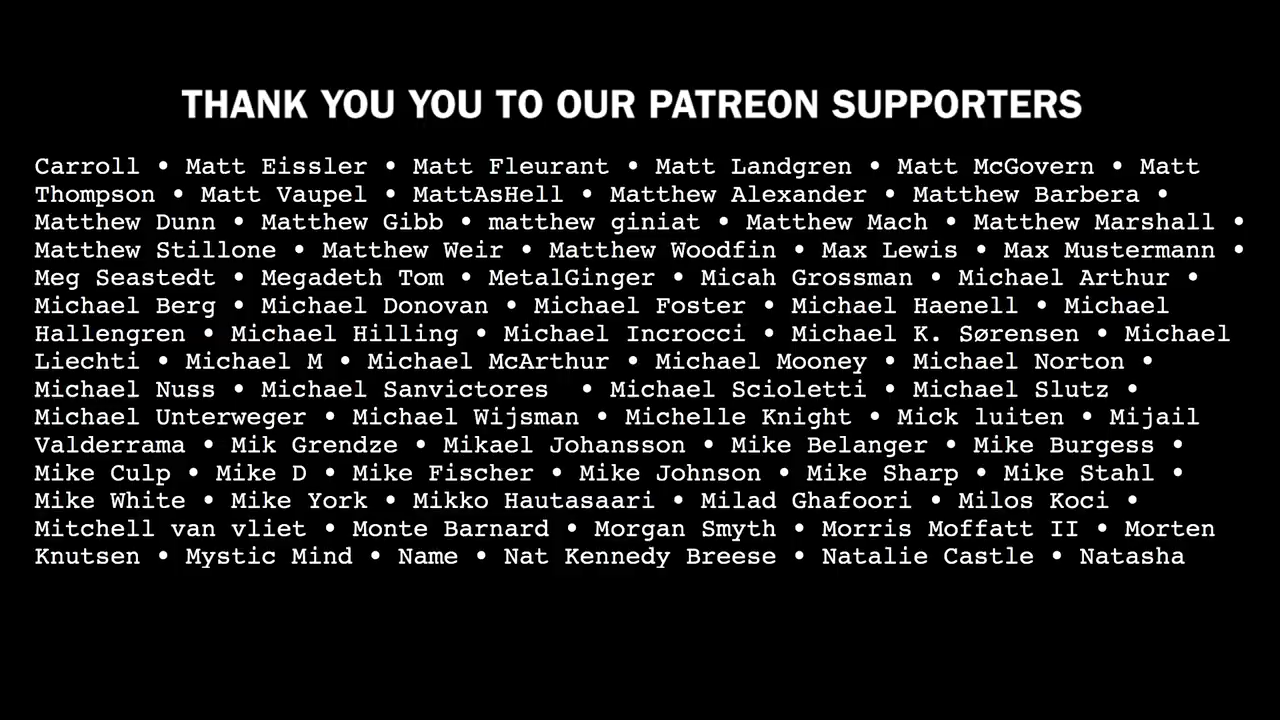 THANK YOU YOU TO OUR PATREON SUPPORTERS
Carroll • Matt Eissler • Matt Fleurant • Matt Landgren • Matt McGovern • Matt
Thompson • Matt Vaupel • MattAsHell • Matthew Alexander • Matthew Barbera •
Matthew Dunn • Matthew Gibb • matthew giniat • Matthew Mach • Matthew Marshall •
Matthew Stillone • Matthew Weir • Matthew Woodfin • Max Lewis • Max Mustermann •
Meg Seastedt • Megadeth Tom • MetalGinger • Micah Grossman • Michael Arthur •
Michael Berg • Michael Donovan • Michael Foster • Michael Haenell • Michael
Hallengren • Michael Hilling • Michael Incrocci • Michael K. Sørensen • Michael
Liechti • Michael M • Michael McArthur • Michael Mooney • Michael Norton •
Michael Nuss • Michael Sanvictores  • Michael Scioletti • Michael Slutz •
Michael Unterweger • Michael Wijsman • Michelle Knight • Mick luiten • Mijail
Valderrama • Mik Grendze • Mikael Johansson • Mike Belanger • Mike Burgess •
Mike Culp • Mike D • Mike Fischer • Mike Johnson • Mike Sharp • Mike Stahl •
Mike White • Mike York • Mikko Hautasaari • Milad Ghafoori • Milos Koci •
Mitchell van vliet • Monte Barnard • Morgan Smyth • Morris Moffatt II • Morten
Knutsen • Mystic Mind • Name • Nat Kennedy Breese • Natalie Castle • Natasha